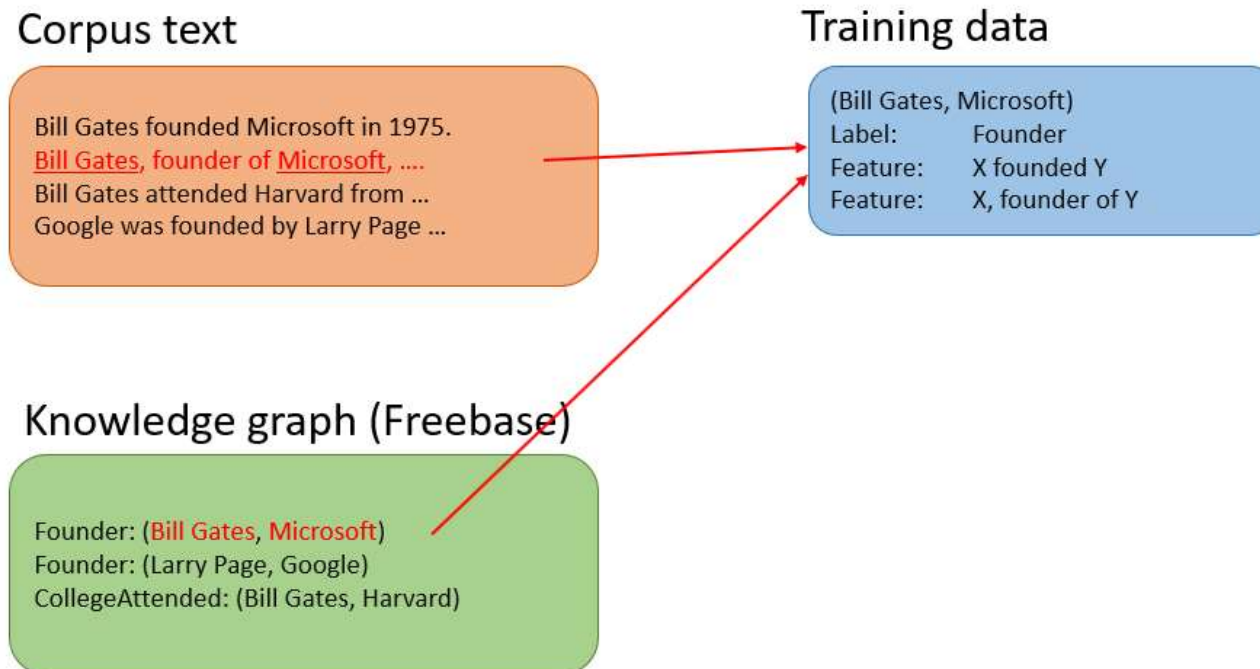 Corpus text
Bill Gates founded Microsoft in 1975.
Bill Gates, founder of Microsoft, ....
Bill Gates attended Harvard from ...
Google was founded by Larry Page ...
Training data
(Bill Gates, Microsoft)
Label: Founder
Feature: X founded Y
Feature: X, founder of Y
Knowledge graph (Freebase)
Founder: (Bill Gates, Microsoft)
Founder: (Larry Page, Google)
CollegeAttended: (Bill Gates, Harvard)